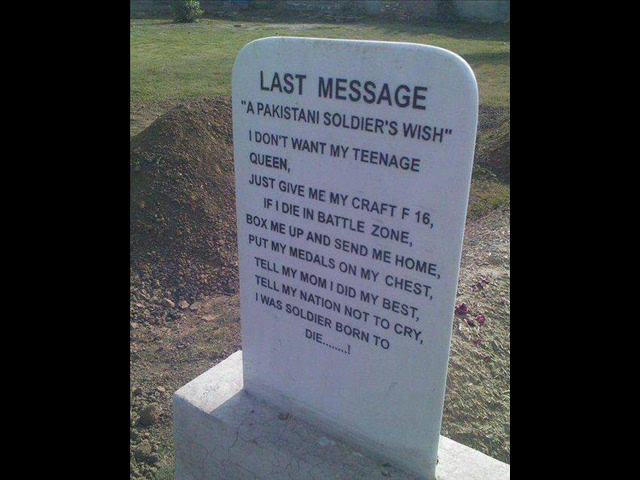 LAST MESSAGE
"A PAKISTANI SOLDIER'S WISH"
I DON'T WANT MY TEENAGE
QUEEN,
JUST GIVE ME MY CRAFT F 16,
IF I DIE IN BATTLE ZONE,
BOX ME UP AND SEND ME HOME,
PUT MY MEDALS ON MY CHEST,
TELL MY MOM I DID MY BEST,
TELL MY NATION NOT TO CRY,
I WAS SOLDIER BORN TO
DIE........!